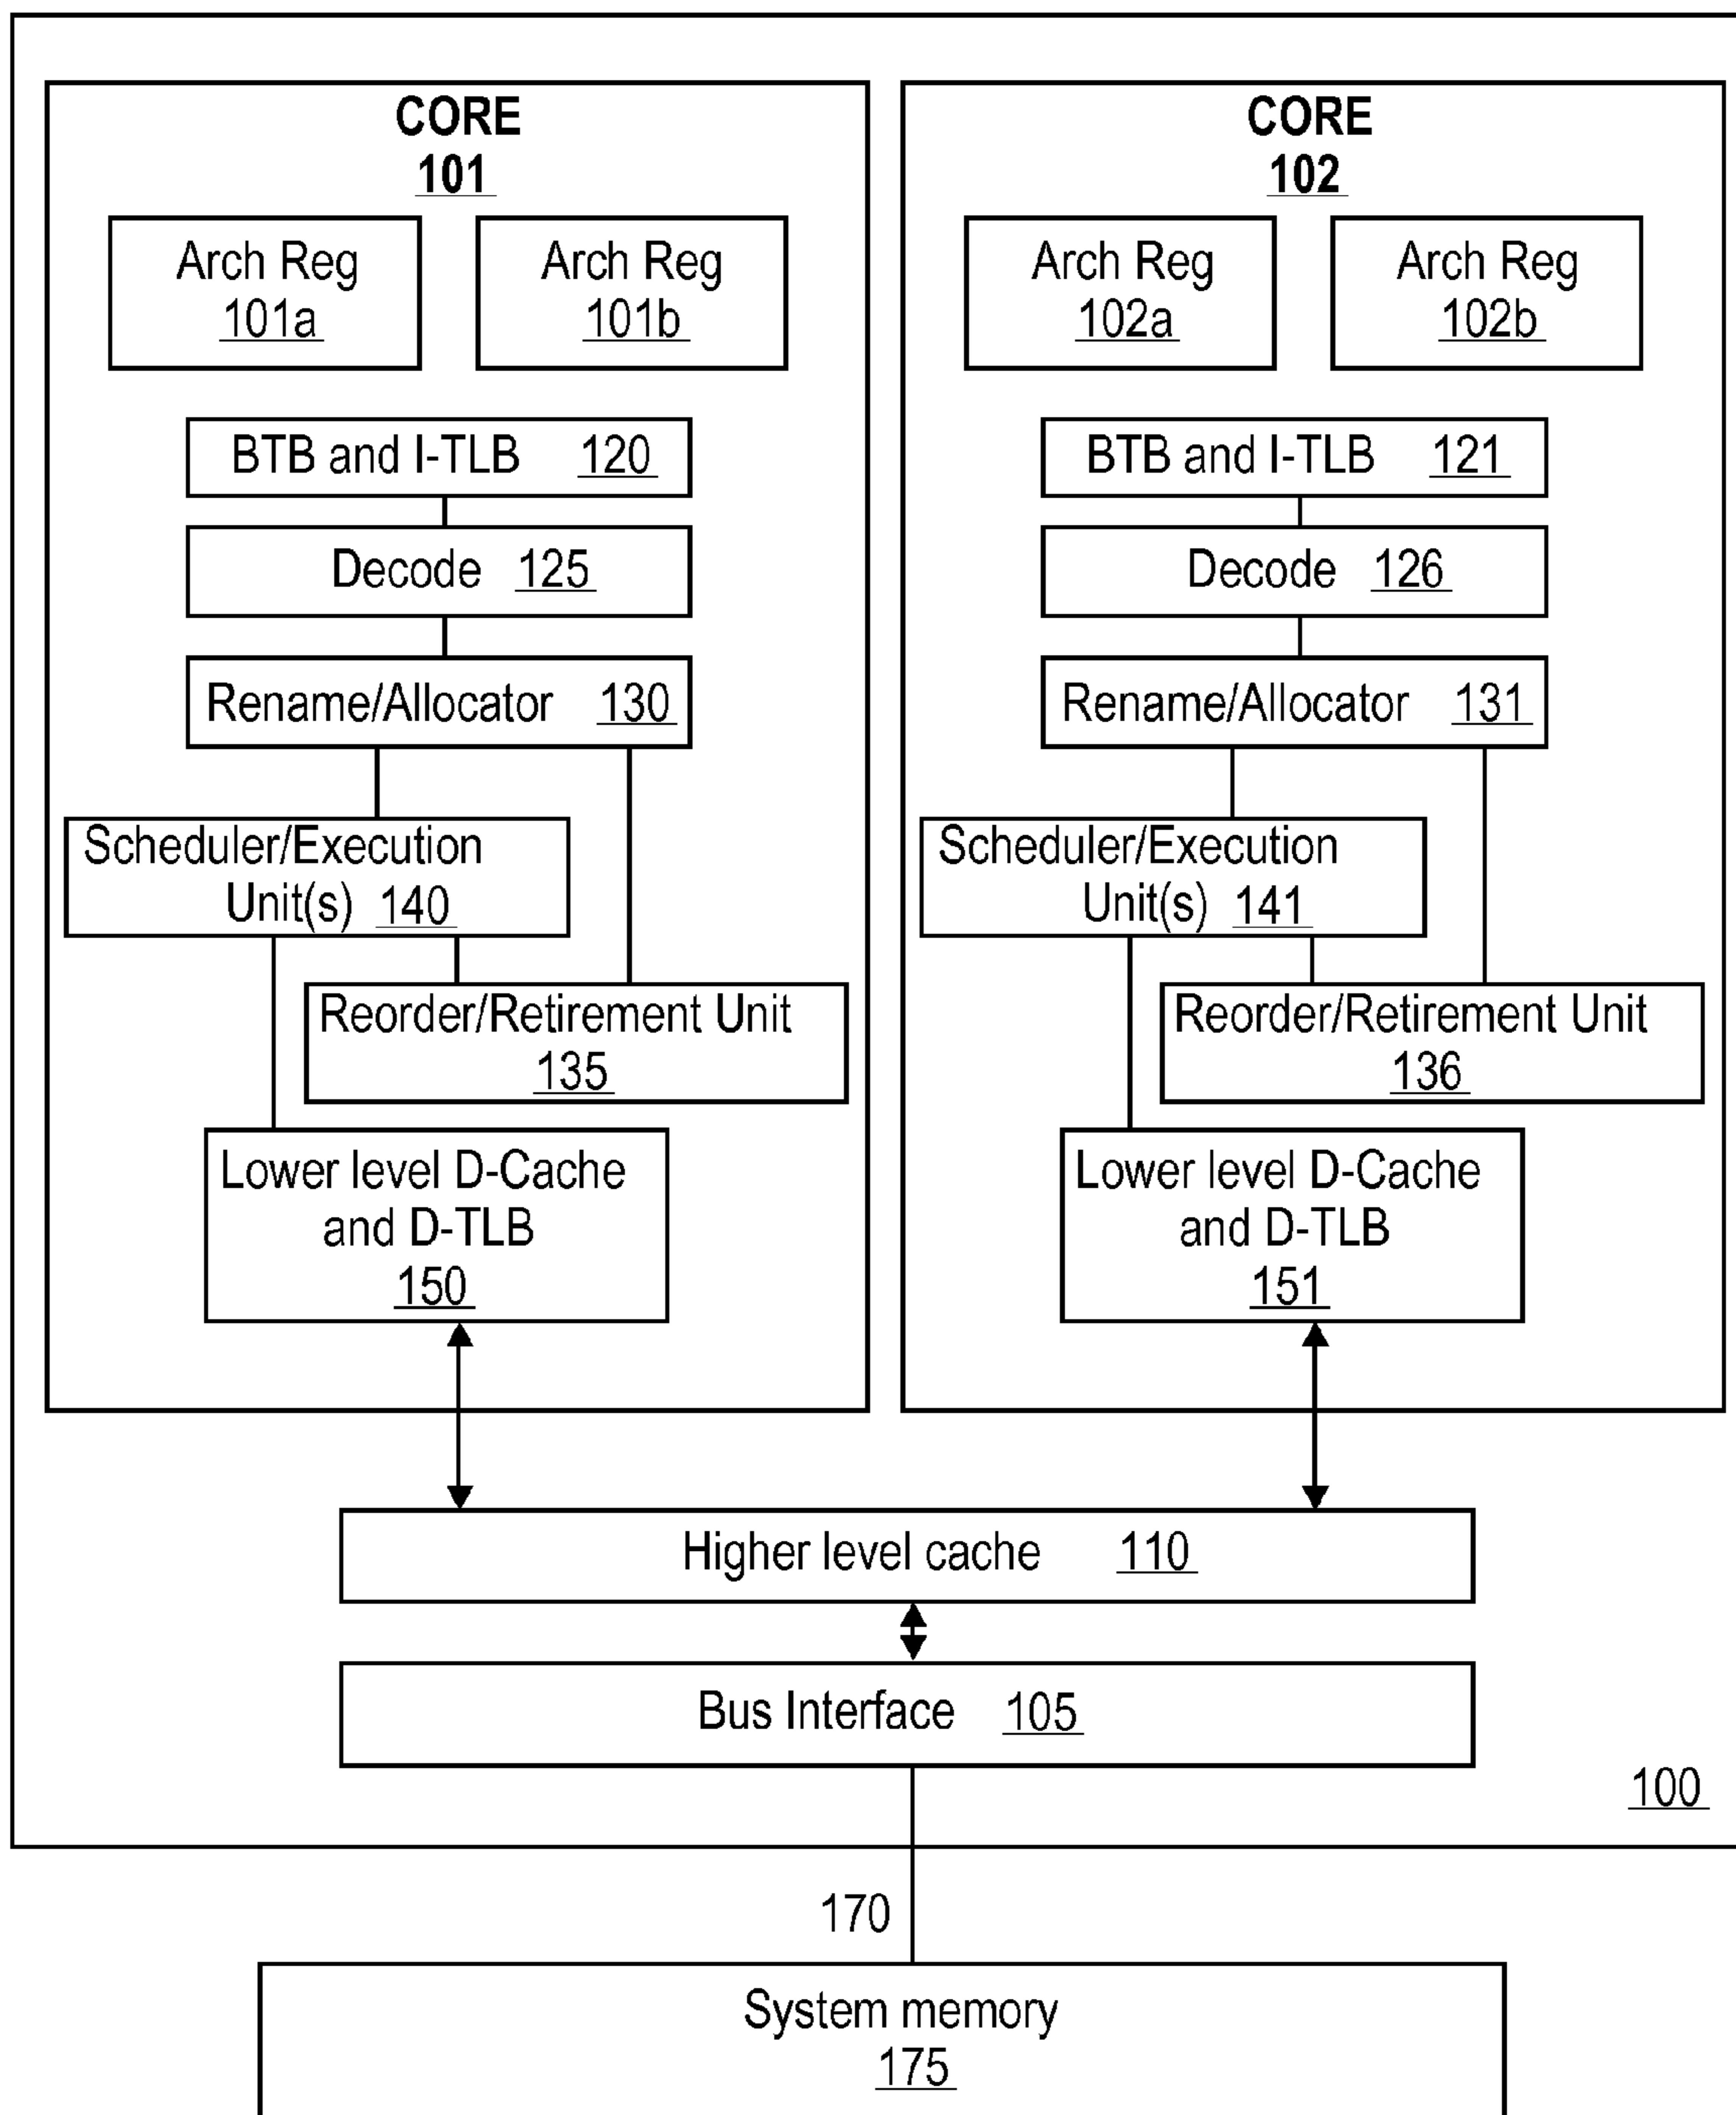 CORE
101
Arch Reg
101a
Arch Reg
101b
BTB and I-TLB 120
Decode 125
Rename/Allocator 130
Scheduler/Execution
Unit(s) 140
Reorder/Retirement Unit
135
Lower level D-Cache
and D-TLB
150
CORE
102
Arch Reg
102a
Arch Reg
102b
BTB and I-TLB 121
Decode 126
Rename/Allocator 131
Scheduler/Execution
Unit(s) 141
Reorder/Retirement Unit
136
Lower level D-Cache
and D-TLB
151
Higher level cache 110
Bus Interface 105
100
170
System memory
175